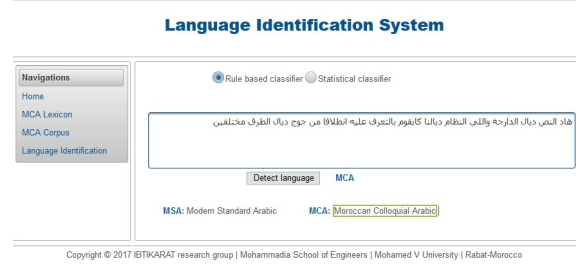 Language Identification System
Navigations
Home
MCA Lexicon
MCA Corpus
Language Identification
Rule based classifier Statistical classifier
هاد النص ديال الدارجة واللي النظام ديالنا كايقوم بالتعرف عليه انطلاقا من جوج ديال الطرق مختلفين
Detect language MCA
MSA: Modern Standard Arabic MCA: Moroccan Colloquial Arabic
Copyright © 2017 IBTIKARAT research group | Mohammadia School of Engineers | Mohamed V University | Rabat-Morocco